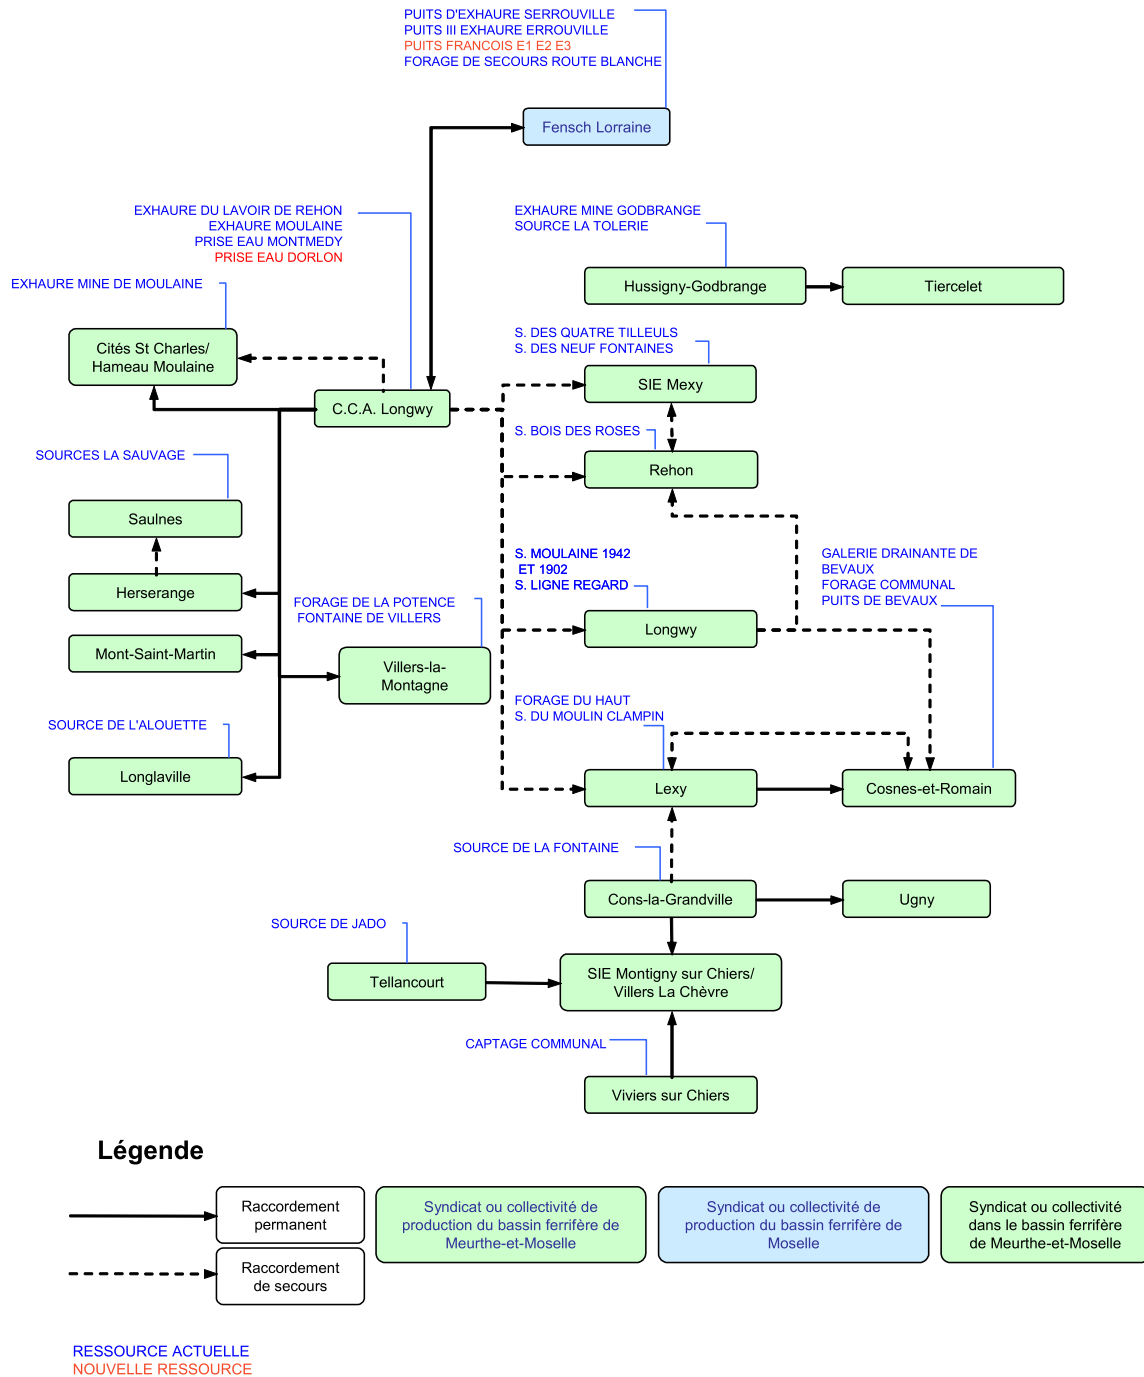 PUITS D'EXHAURE SERROUVILLE
PUITS III EXHAURE ERROUVILLE
PUITS FRANCOIS E1 E2 E3
FORAGE DE SECOURS ROUTE BLANCHE
Fensch Lorraine
EXHAURE DU LAVOIR DE REHON
EXHAURE MOULAINE
PRISE EAU MONTMEDY
PRISE EAU DORLON
EXHAURE MINE GODBRANGE
SOURCE LA TOLERIE
Hussigny-Godbrange
Tiercelet
EXHAURE MINE DE MOULAINE
Cités St Charles/
Hameau Moulaine
C.C.A. Longwy
S. DES QUATRE TILLEULS
S. DES NEUF FONTAINES
SIE Mexy
S. BOIS DES ROSES
Rehon
SOURCES LA SAUVAGE
Saulnes
Herserange
Mont-Saint-Martin
FORAGE DE LA POTENCE
FONTAINE DE VILLERS
Villers-la-
Montagne
S. MOULAINE 1942
ET 1902
S. LIGNE REGARD
Longwy
GALERIE DRAINANTE DE
BEVAUX
FORAGE COMMUNAL
PUITS DE BEVAUX
SOURCE DE L'ALOUETTE
Longlaville
FORAGE DU HAUT
S. DU MOULIN CLAMPIN
Lexy
Cosnes-et-Romain
SOURCE DE LA FONTAINE
Cons-la-Grandville
Ugny
SOURCE DE JADO
Tellancourt
SIE Montigny sur Chiers/
Villers La Chèvre
CAPTAGE COMMUNAL
Viviers sur Chiers
Légende
Raccordement
permanent
Raccordement
de secours
Syndicat ou collectivité de
production du bassin ferrifère de
Meurthe-et-Moselle
Syndicat ou collectivité de
production du bassin ferrifère de
Moselle
Syndicat ou collectivité
dans le bassin ferrifère
de Meurthe-et-Moselle
RESSOURCE ACTUELLE
NOUVELLE RESSOURCE